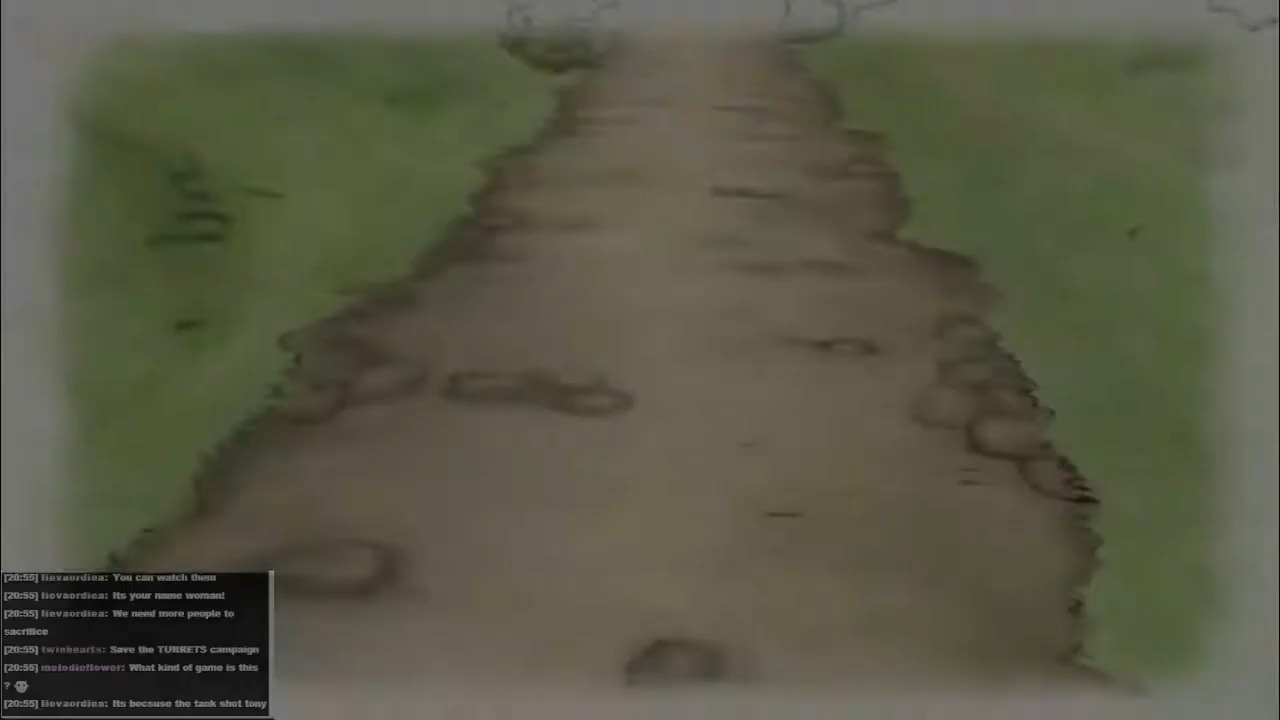 [20:55] lievaordiea: You can watch them
[20:55] lievaordiea: Its your name woman!
[20:55] lievaordiea: We need more people to
sacrifice
[20:55] twinhearts: Save the TURRETS campaign
[20:55] melodieflower: What kind of game is this
?
[20:55] lievaordiea: Its becsuse the tank shot tony